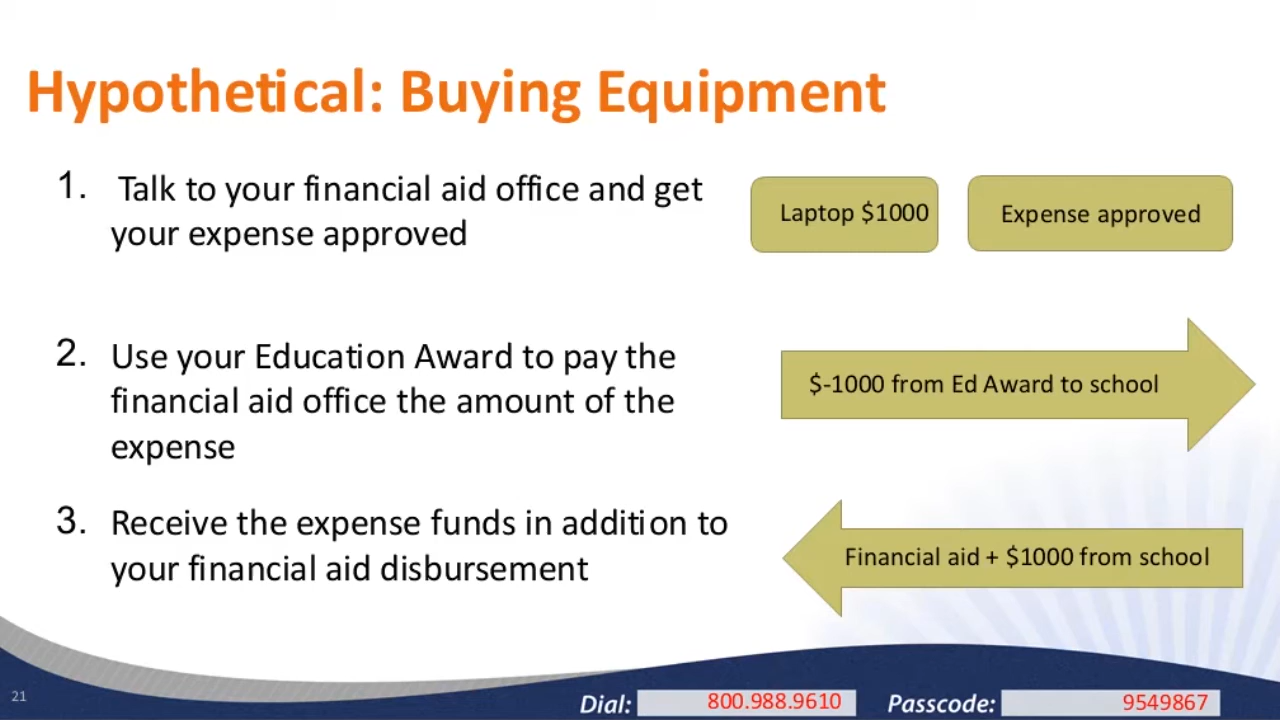 Hypothetical: Buying Equipment
1. Talk to your financial aid office and get
your expense approved
Laptop $1000
Expense approved
2. Use your Education Award to pay the
financial aid office the amount of the
expense
$-1000 from Ed Award to school
3. Receive the expense funds in addition to
your financial aid disbursement
Financial aid + $1000 from school
21
Dial: 800.988.9610 Passcode: 9549867